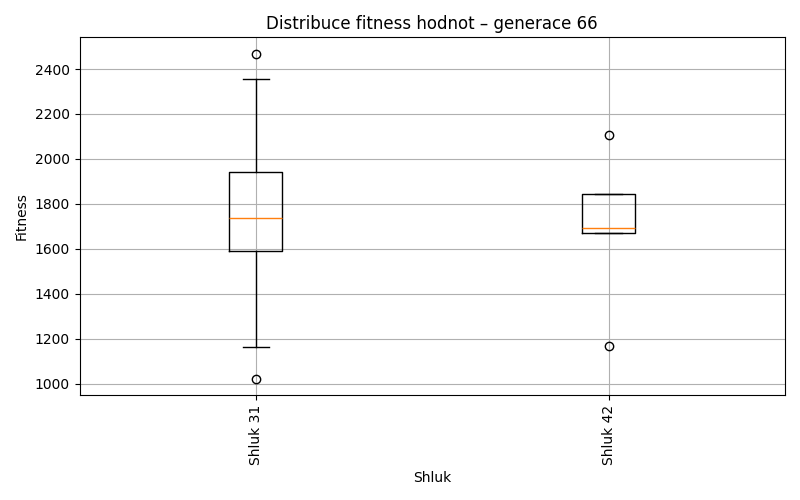 Distribuce fitness hodnot – generace 66
2400
2200
2000
1800
1600
1400
1200
1000
Fitness
Shluk 31
Shluk 42
Shluk